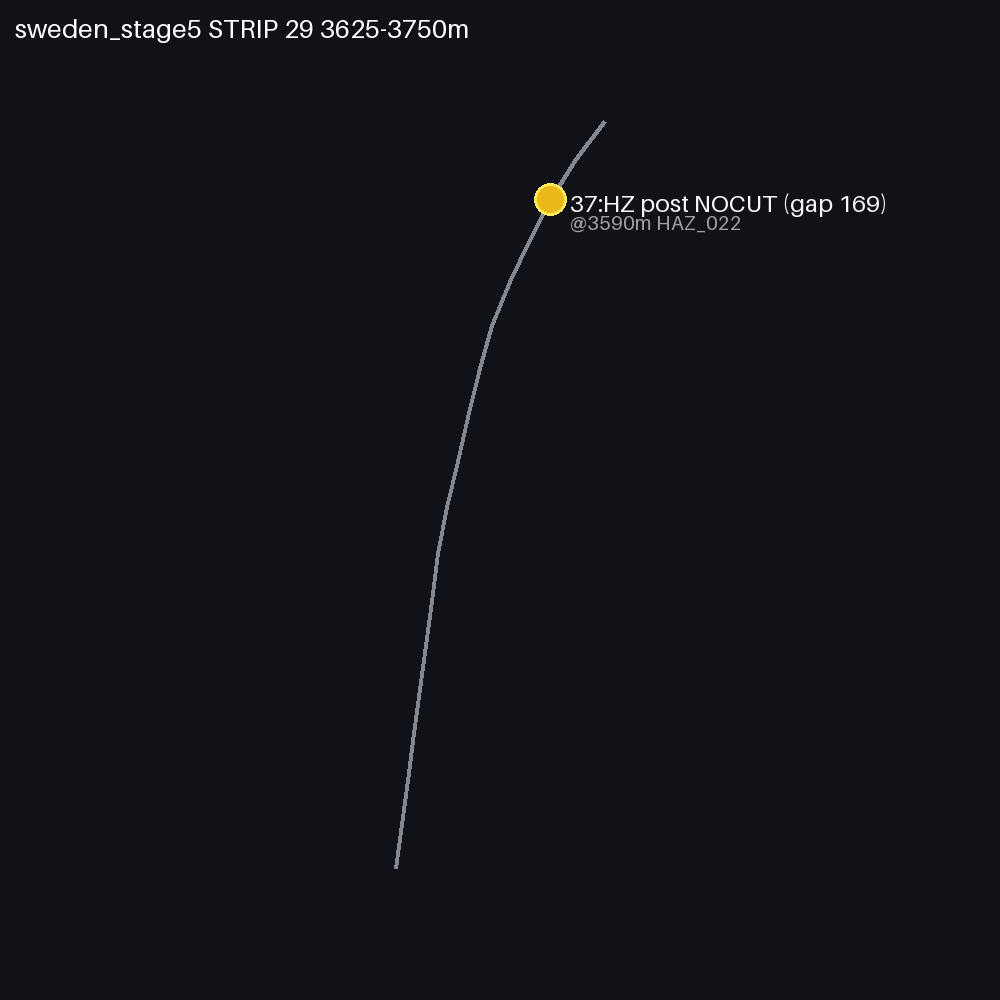 sweden_stage5 STRIP 29 3625-3750m
37:HZ post NOCUT (gap 169)
@3590m HAZ_022